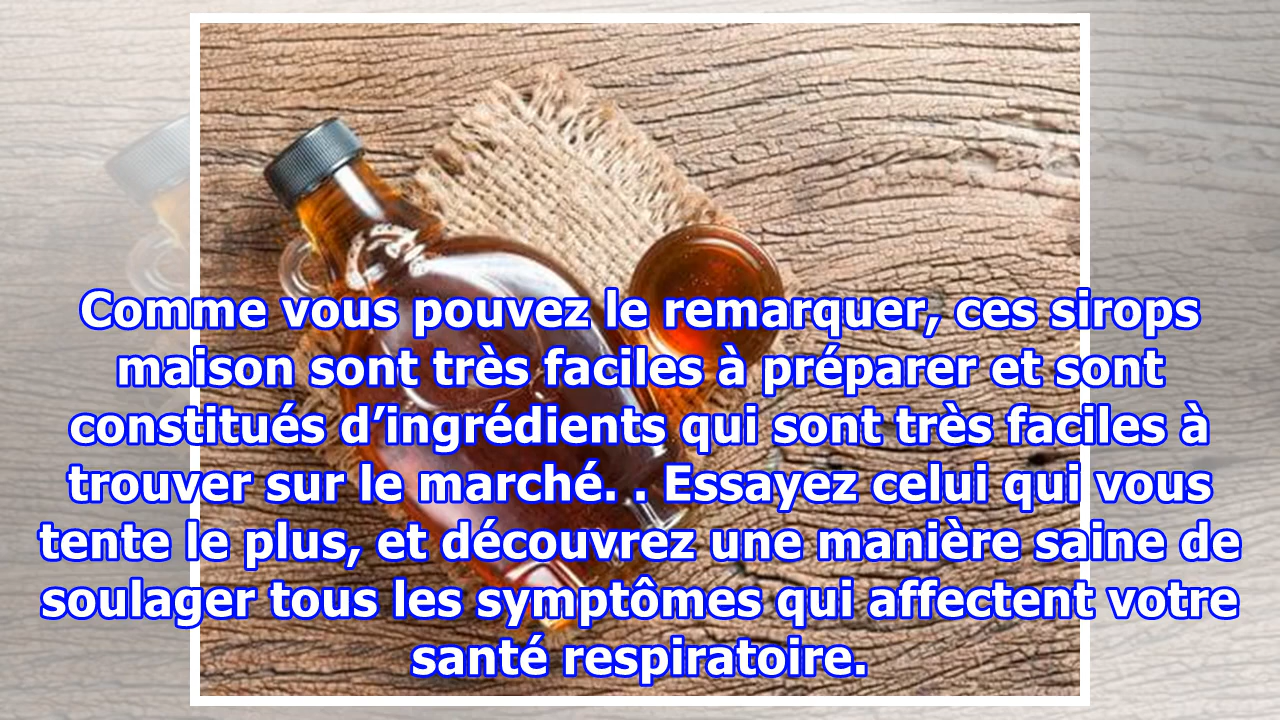 Comme vous pouvez le remarquer, ces sirops
maison sont très faciles à préparer et sont
constitués d’ingrédients qui sont très faciles à
trouver sur le marché. . Essayez celui qui vous
tente le plus, et découvrez une manière saine de
soulager tous les symptômes qui affectent votre
santé respiratoire.